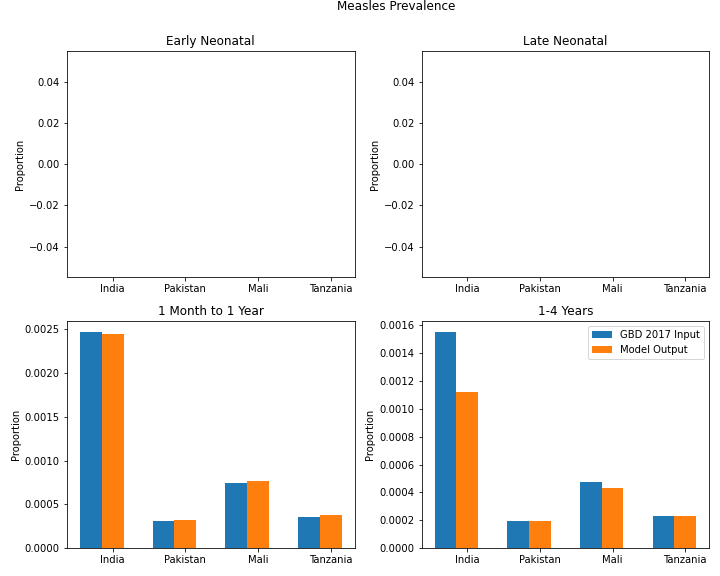 Measles Prevalence
Early Neonatal
Proportion
0.04
0.02
0.00
−0.02
−0.04
India Pakistan Mali Tanzania
Late Neonatal
Proportion
0.04
0.02
0.00
−0.02
−0.04
India Pakistan Mali Tanzania
1 Month to 1 Year
Proportion
0.0025
0.0020
0.0015
0.0010
0.0005
0.0000
India Pakistan Mali Tanzania
1-4 Years
Proportion
0.0016
0.0014
0.0012
0.0010
0.0008
0.0006
0.0004
0.0002
0.0000
GBD 2017 Input
Model Output
India Pakistan Mali Tanzania